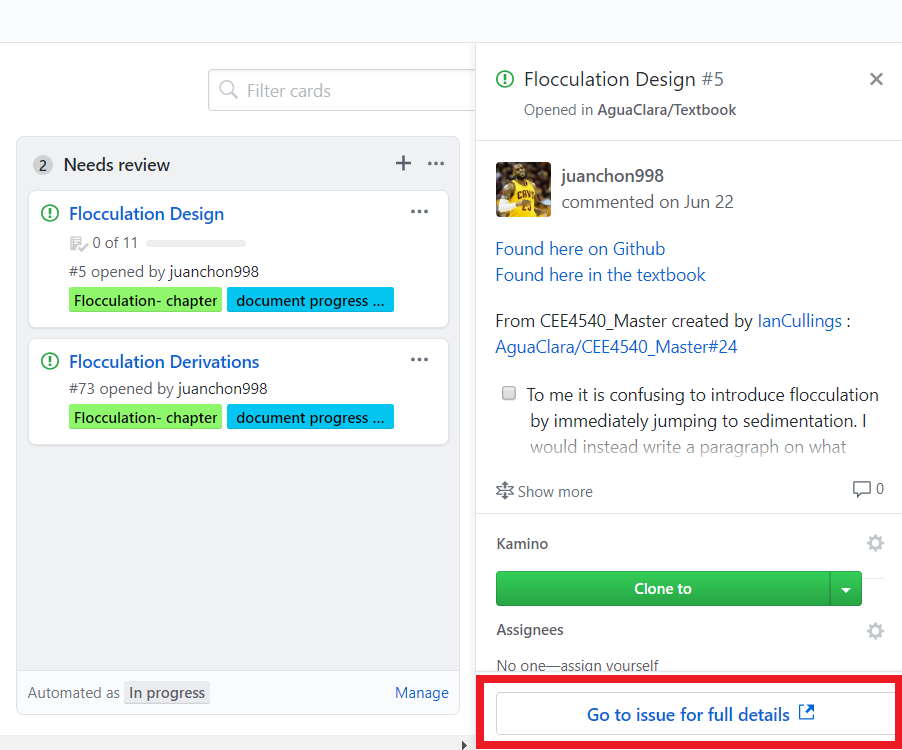 Filter cards
2 Needs review
Flocculation Design
0 of 11
#5 opened by juanchon998
Flocculation- chapter document progress ...
Flocculation Derivations
#73 opened by juanchon998
Flocculation- chapter document progress ...
Automated as In progress Manage
Flocculation Design #5
Opened in AguaClara/Textbook
juanchon998
commented on Jun 22
Found here on Github
Found here in the textbook
From CEE4540_Master created by IanCullings :
AguaClara/CEE4540_Master#24
To me it is confusing to introduce flocculation
by immediately jumping to sedimentation. I
would instead write a paragraph on what
Show more 0
Kamino
Clone to
Assignees
No one—assign yourself
Go to issue for full details